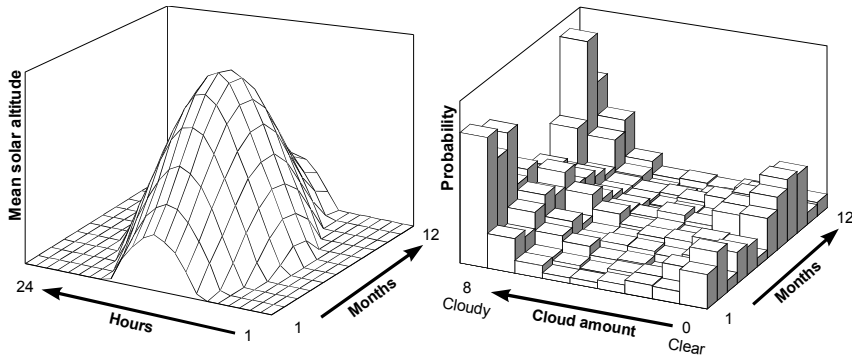 Mean solar altitude
24
Hours
1
1
Months
12
Probability
8
Cloudy
Cloud amount
0
Clear
1
Months
12